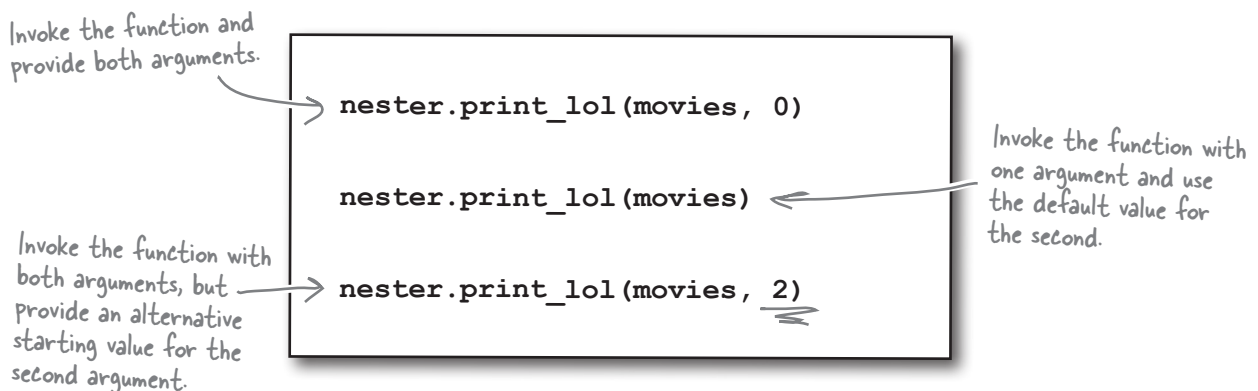 Invoke the function and
provide both arguments.
nester.print_lol(movies, 0)
nester.print_lol(movies)
Invoke the function with
one argument and use
the default value for
the second.
Invoke the function with
both arguments, but
provide an alternative
starting value for the
second argument.
nester.print_lol(movies, 2)